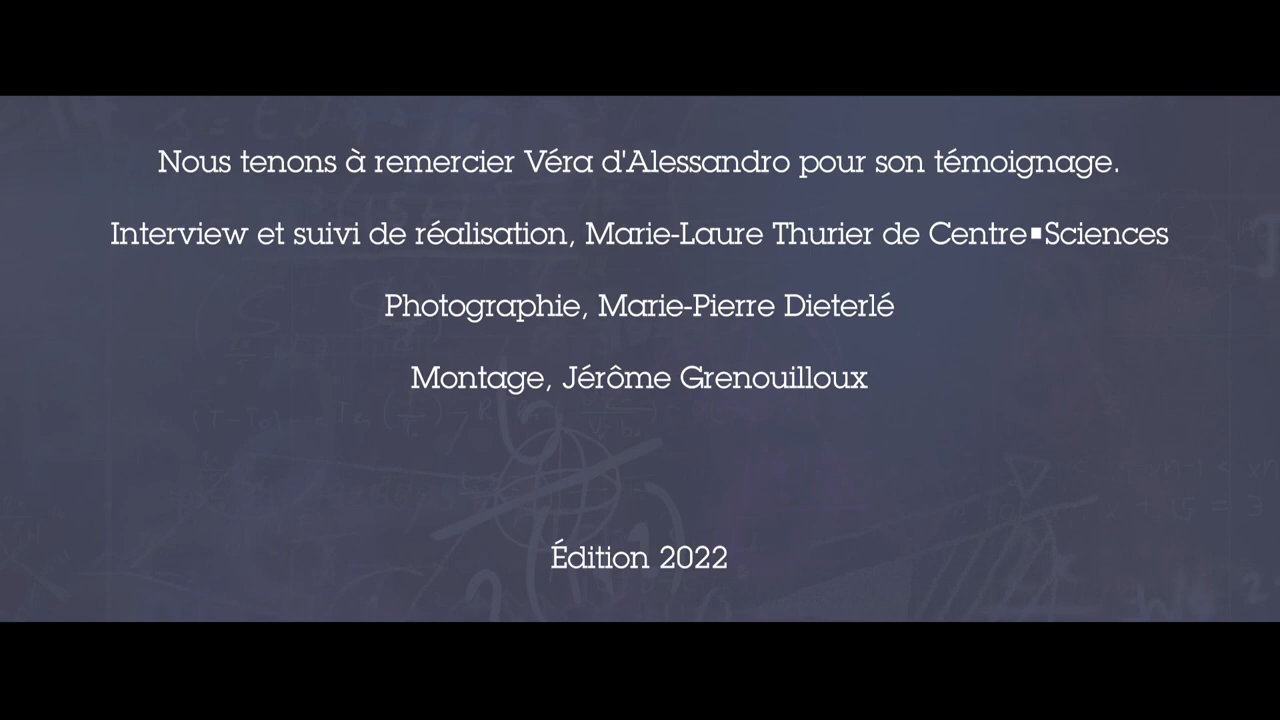 Nous tenons à remercier Véra d'Alessandro pour son témoignage.
Interview et suivi de réalisation, Marie-Laure Thurier de Centre▪Sciences
Photographie, Marie-Pierre Dieterlé
Montage, Jérôme Grenouilloux
Édition 2022